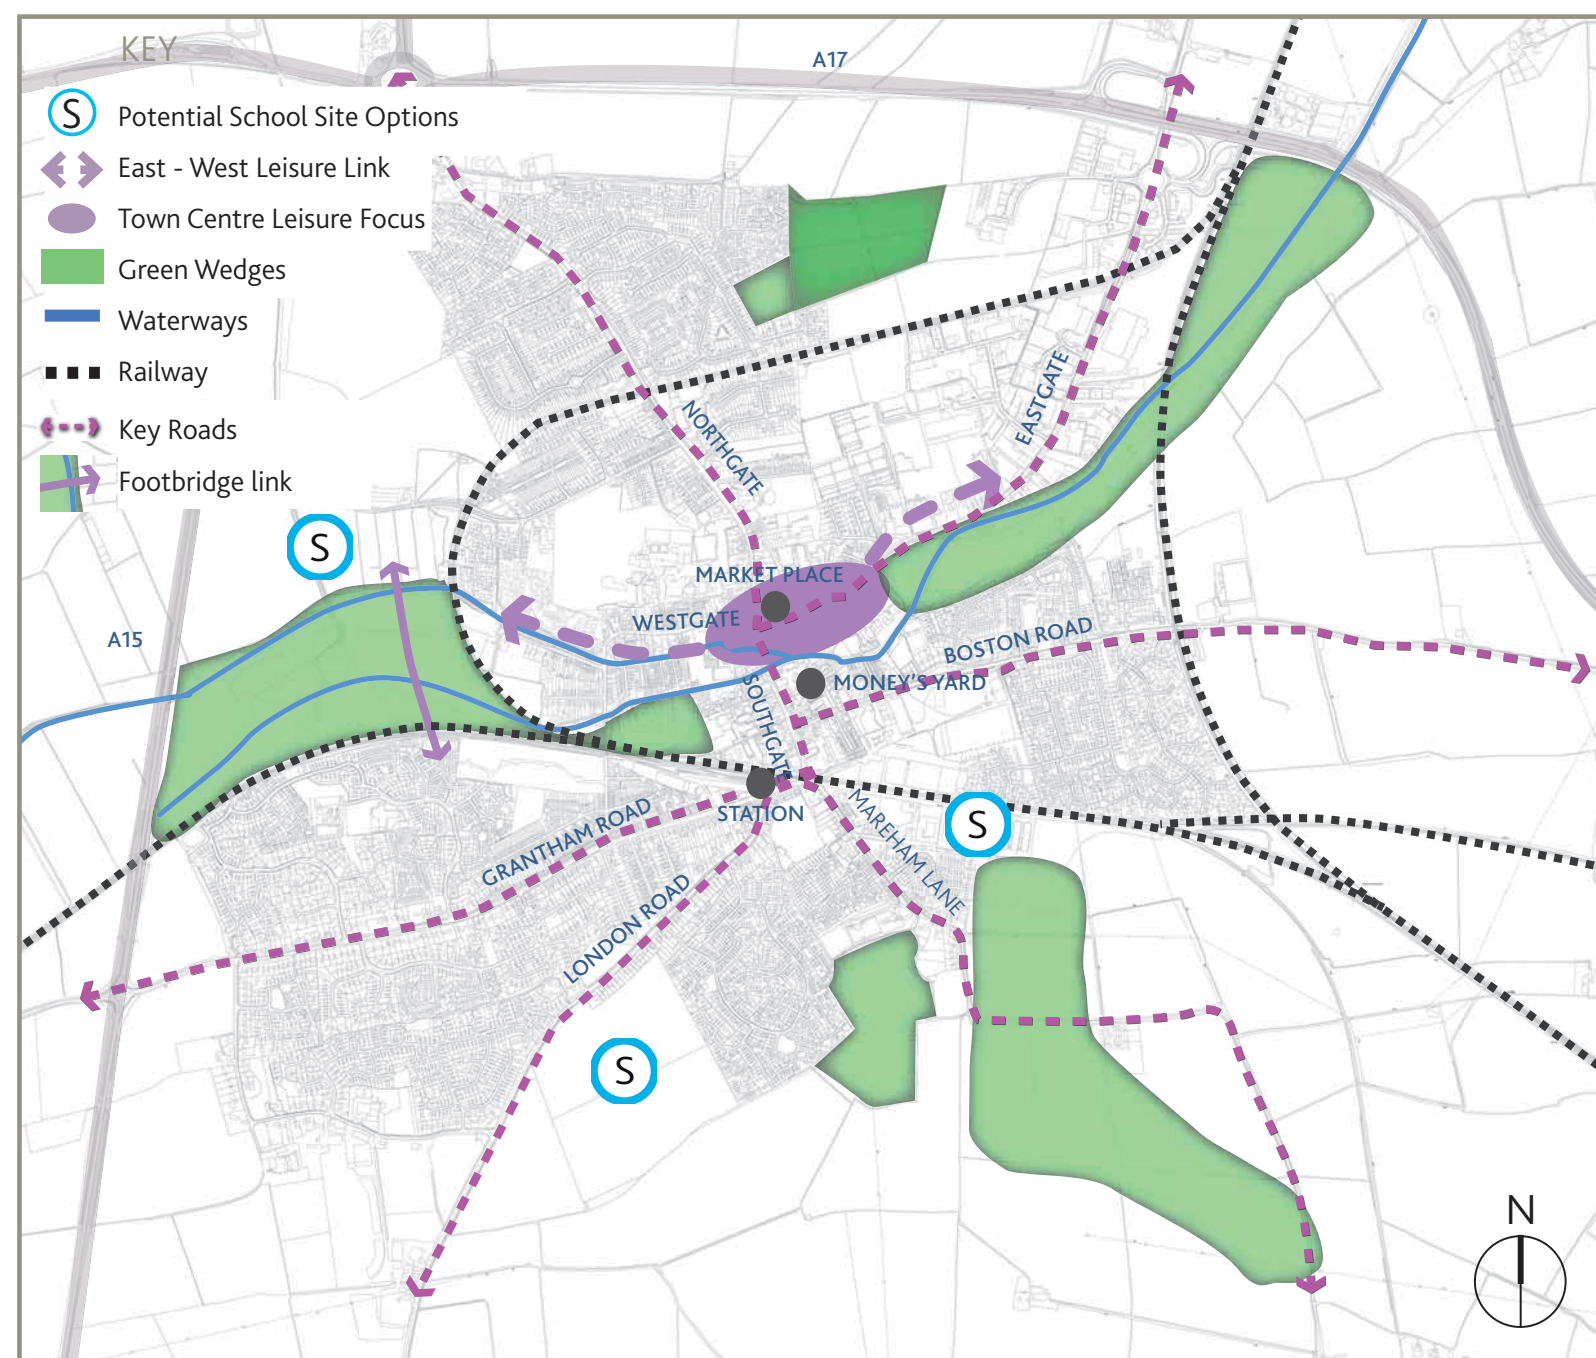 KEY
A17
S Potential School Site Options
East - West Leisure Link
Town Centre Leisure Focus
Green Wedges
Waterways
Railway
Key Roads
Footbridge link
NORTHGATE
EASTGATE
S
MARKET PLACE
WESTGATE
A15
BOSTON ROAD
MONEY'S YARD
SOUTHGATE
STATION
GRANTHAM ROAD
MAREHAM LANE
S
LONDON ROAD
S
N